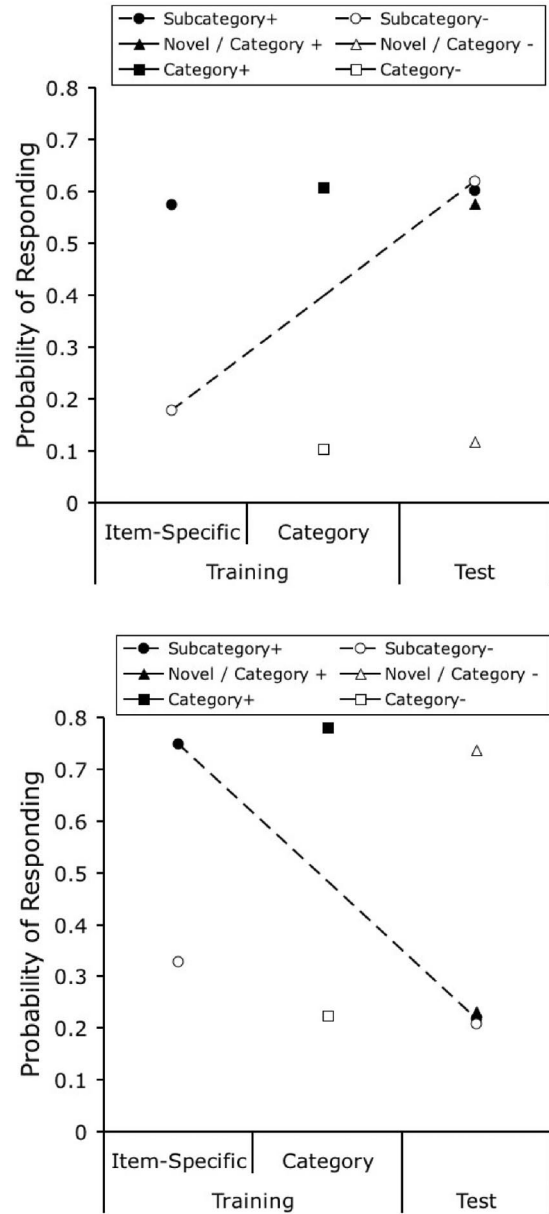 Subcategory+ Subcategory-
Novel / Category + Novel / Category -
Category+ Category-
0.8
0.7
0.6
0.5
0.4
0.3
0.2
0.1
0
Probability of Responding
Item-Specific Category
Training Test
Subcategory+ Subcategory-
Novel / Category + Novel / Category -
Category+ Category-
0.8
0.7
0.6
0.5
0.4
0.3
0.2
0.1
0
Probability of Responding
Item-Specific Category
Training Test